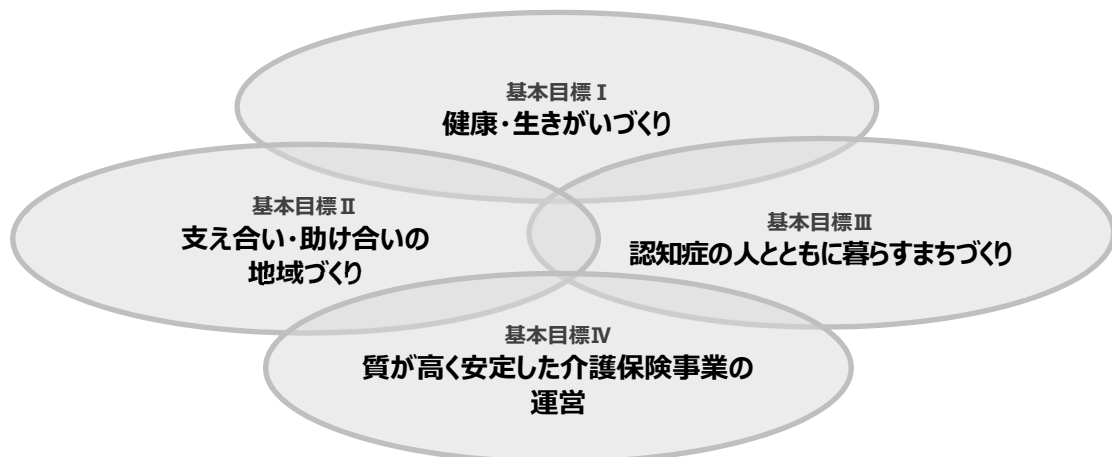 基本目標Ⅰ
健康・生きがいづくり
基本目標Ⅱ
支え合い・助け合いの
地域づくり
基本目標Ⅲ
認知症の人とともに暮らすまちづくり
基本目標Ⅳ
質が高く安定した介護保険事業の
運営